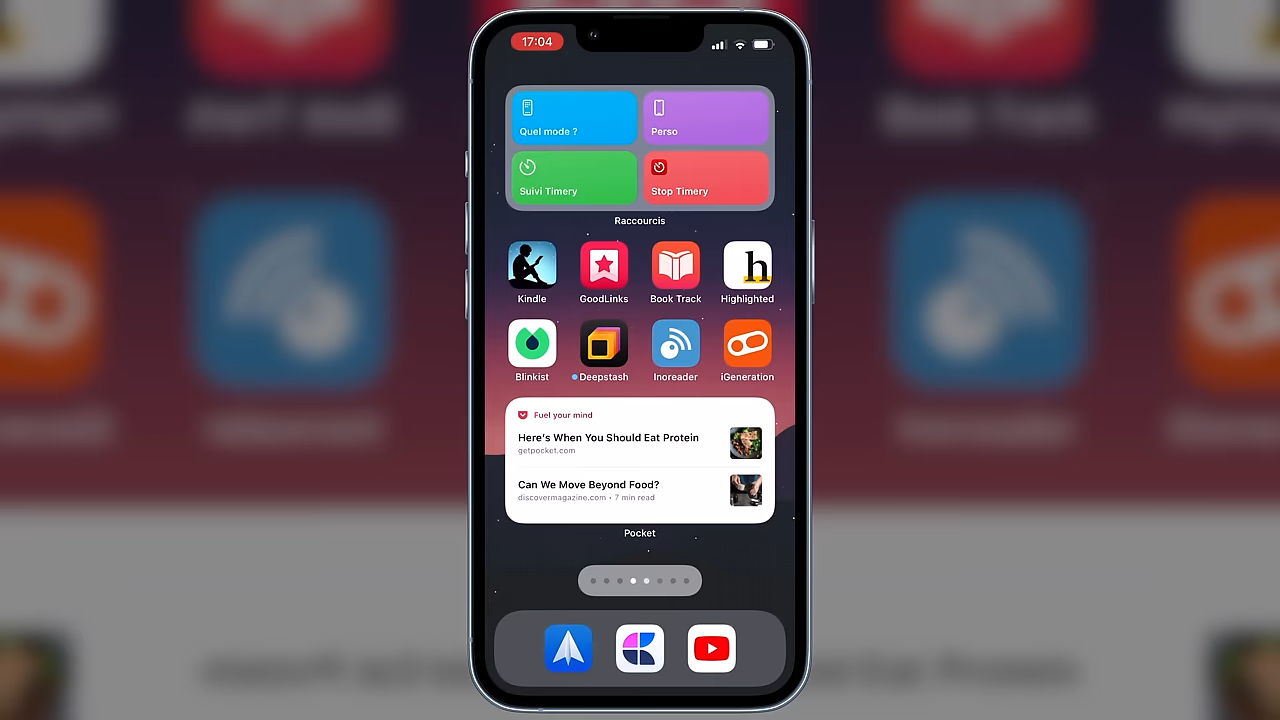 17:04
Quel mode ?
Perso
Suivi Timery
Stop Timery
Raccourcis
h
Kindle
GoodLinks
Book Track
Highlighted
Blinkist
Deepstash
Inoreader
iGeneration
Fuel your mind
Here's When You Should Eat Protein
getpocket.com
Can We Move Beyond Food?
discovermagazine.com • 7 min read
Pocket